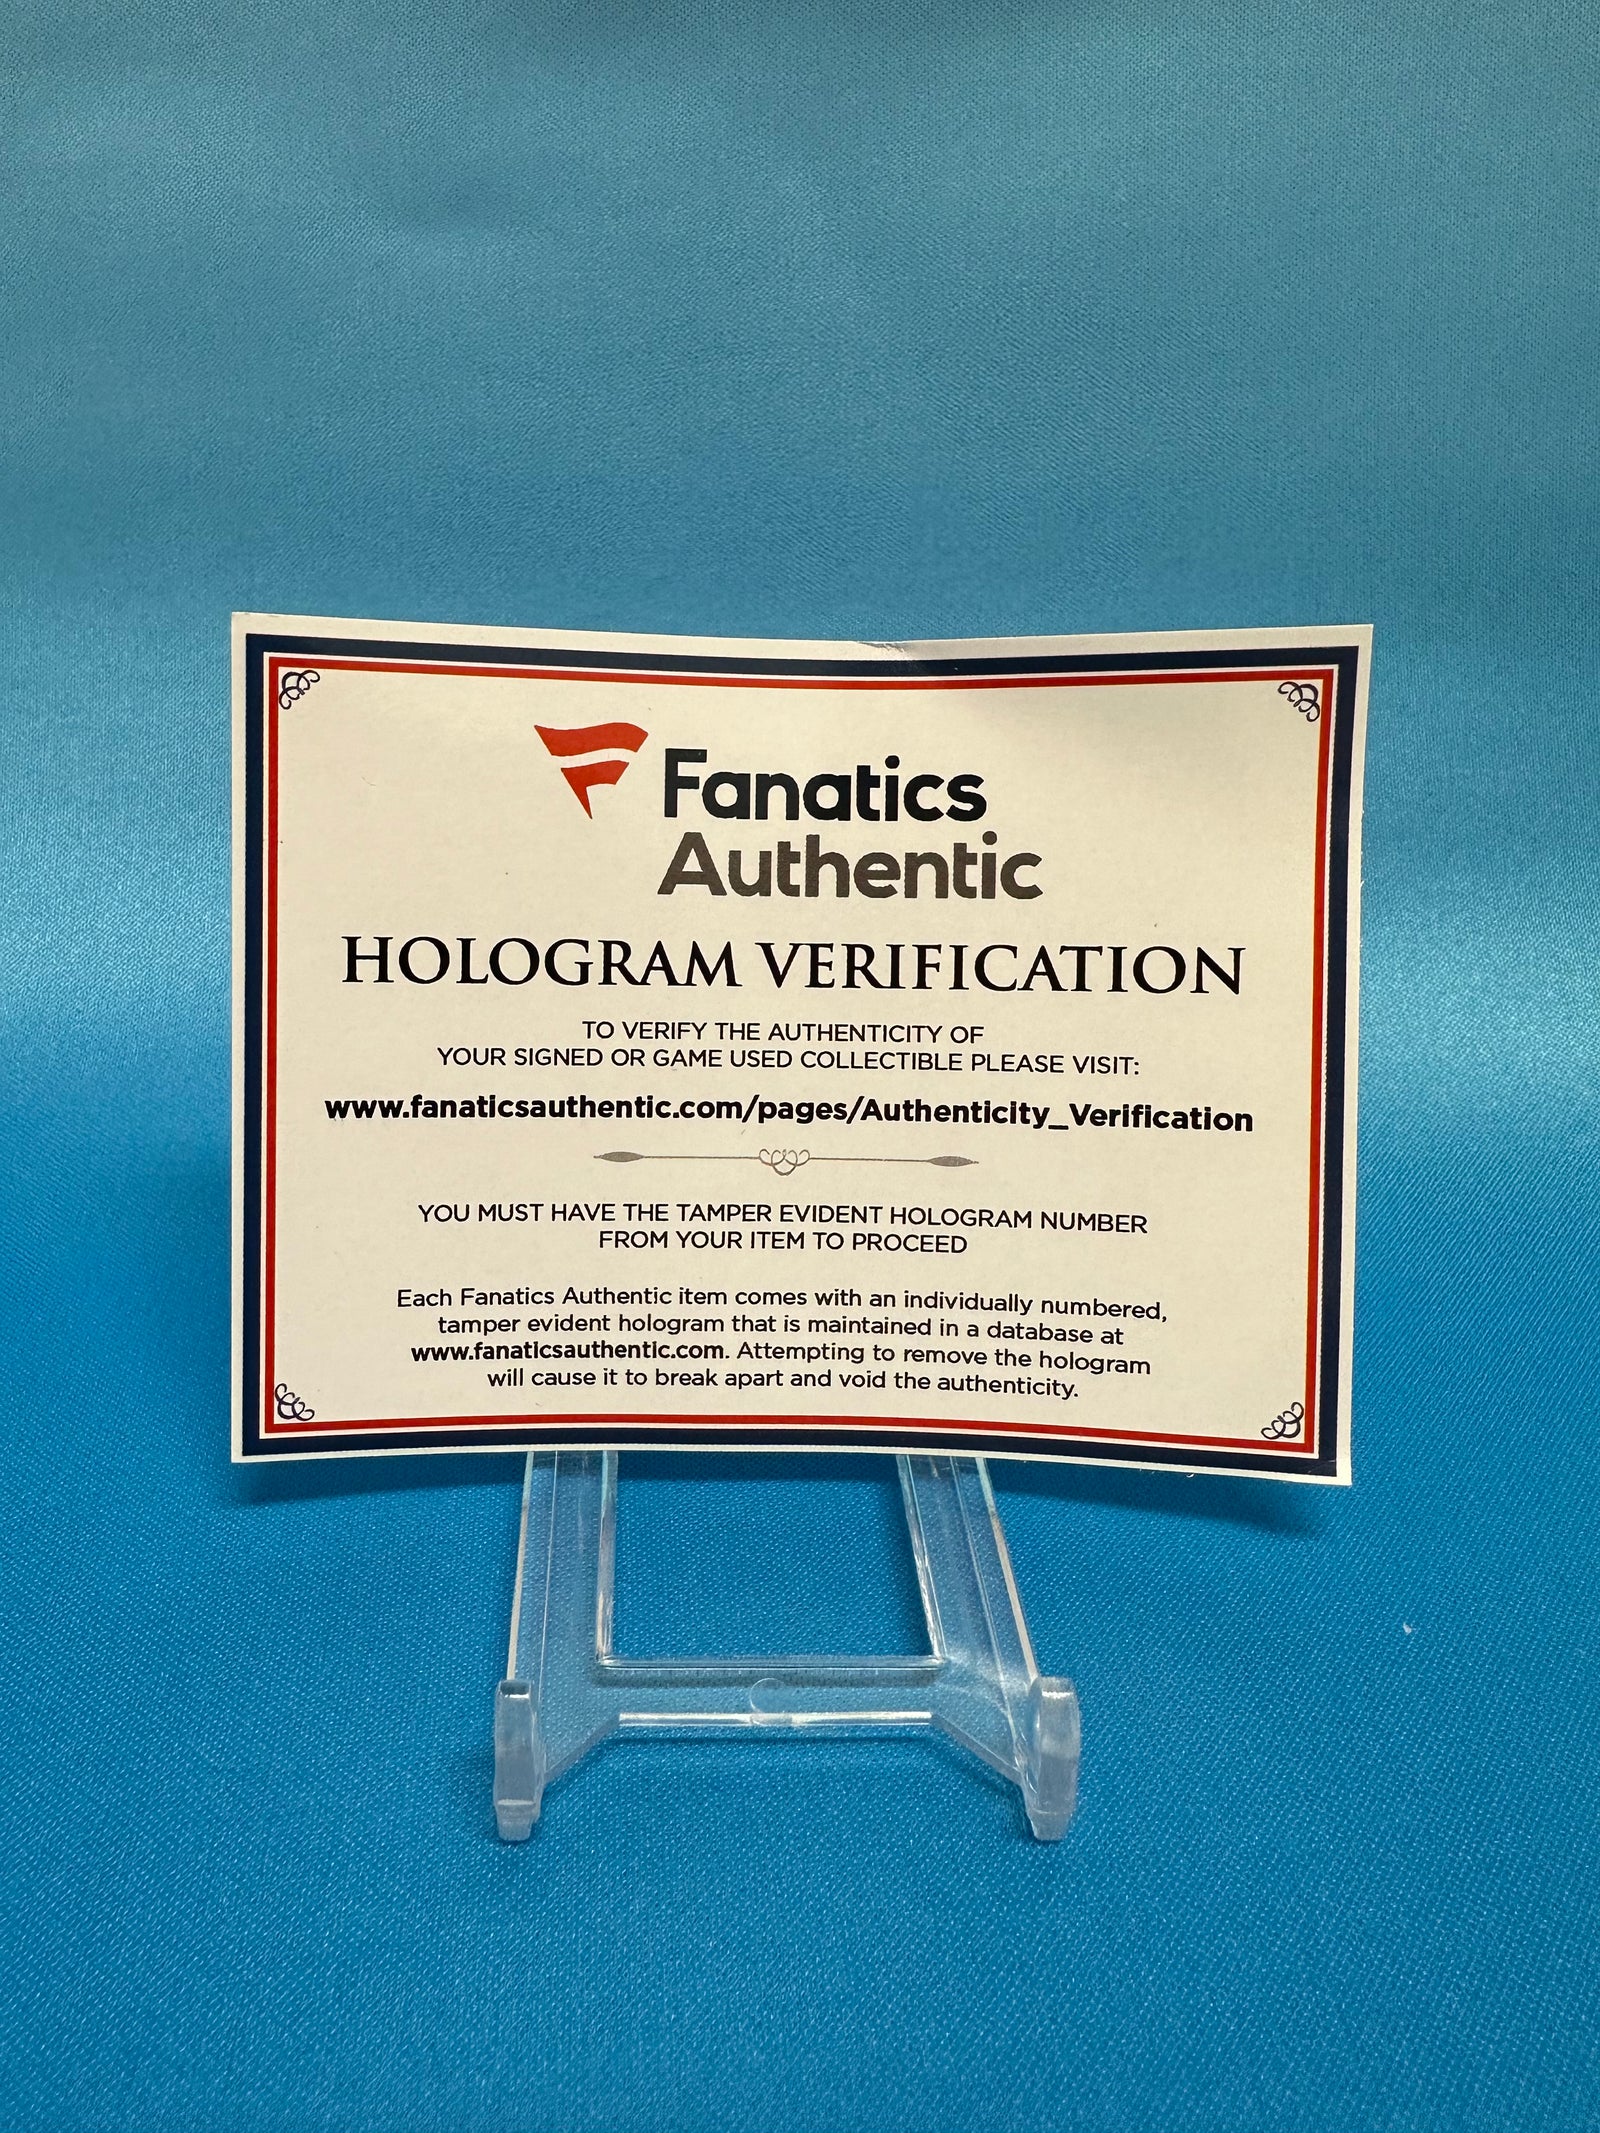 Fanatics
Authentic
HOLOGRAM VERIFICATION
TO VERIFY THE AUTHENTICITY OF
YOUR SIGNED OR GAME USED COLLECTIBLE PLEASE VISIT:
www.fanaticsauthentic.com/pages/Authenticity_Verification
YOU MUST HAVE THE TAMPER EVIDENT HOLOGRAM NUMBER
FROM YOUR ITEM TO PROCEED
Each Fanatics Authentic item comes with an individually numbered,
tamper evident hologram that is maintained in a database at
www.fanaticsauthentic.com. Attempting to remove the hologram
will cause it to break apart and void the authenticity.